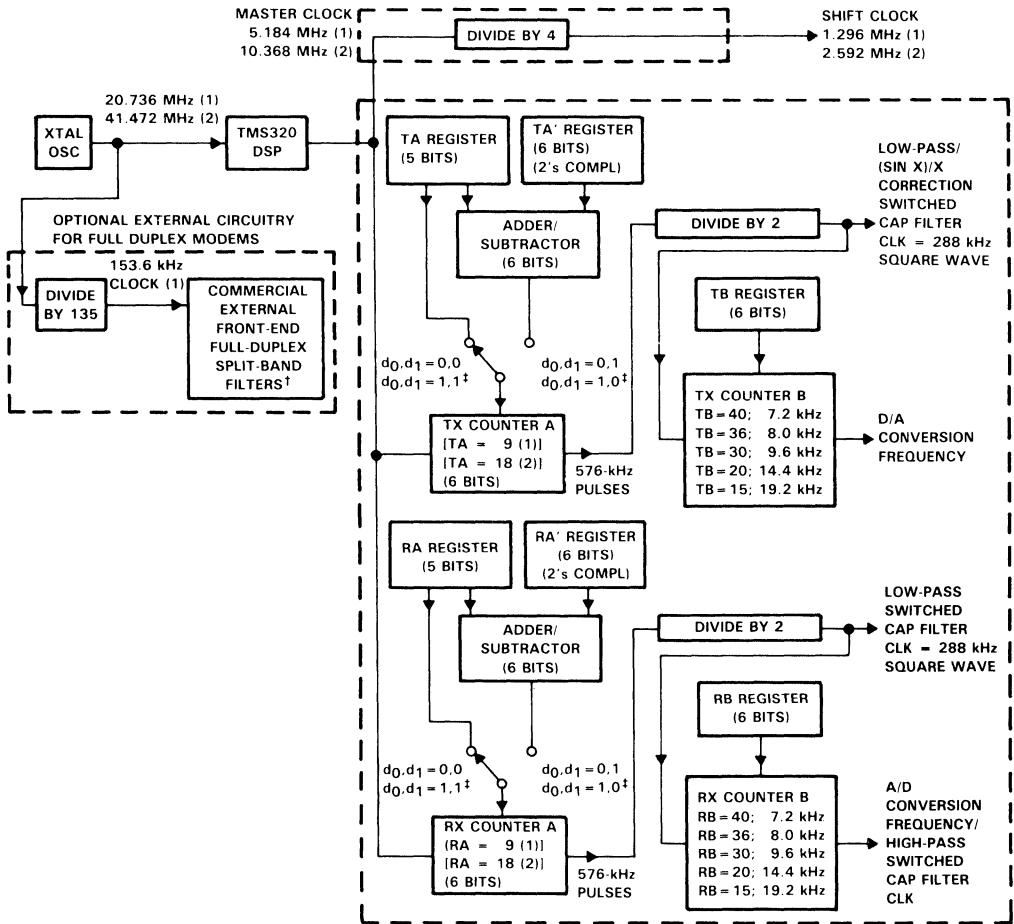 MASTER CLOCK
5.184 MHz (1)
10.368 MHz (2)
DIVIDE BY 4
SHIFT CLOCK
1.296 MHz (1)
2.592 MHz (2)
20.736 MHz (1)
41.472 MHz (2)
XTAL
OSC
TMS320
DSP
OPTIONAL EXTERNAL CIRCUITRY
FOR FULL DUPLEX MODEMS
153.6 kHz
CLOCK (1)
DIVIDE
BY 135
COMMERCIAL
EXTERNAL
FRONT-END
FULL-DUPLEX
SPLIT-BAND
FILTERS†
TA REGISTER
(5 BITS)
TA' REGISTER
(6 BITS)
(2's COMPL)
ADDER/
SUBTRACTOR
(6 BITS)
DIVIDE BY 2
LOW-PASS/
(SIN X)/X
CORRECTION
SWITCHED
CAP FILTER
CLK = 288 kHz
SQUARE WAVE
d0,d1 = 0,0
d0,d1 = 1,1‡
d0,d1 = 0,1
d0,d1 = 1,0‡
TX COUNTER A
[TA = 9 (1)]
[TA = 18 (2)]
(6 BITS)
576-kHz
PULSES
TB REGISTER
(6 BITS)
TX COUNTER B
TB = 40; 7.2 kHz
TB = 36; 8.0 kHz
TB = 30; 9.6 kHz
TB = 20; 14.4 kHz
TB = 15; 19.2 kHz
D/A
CONVERSION
FREQUENCY
RA REGISTER
(5 BITS)
RA' REGISTER
(6 BITS)
(2's COMPL)
ADDER/
SUBTRACTOR
(6 BITS)
DIVIDE BY 2
LOW-PASS
SWITCHED
CAP FILTER
CLK = 288 kHz
SQUARE WAVE
d0,d1 = 0,0
d0,d1 = 1,1‡
d0,d1 = 0,1
d0,d1 = 1,0‡
RX COUNTER A
(RA = 9 (1)]
[RA = 18 (2)]
(6 BITS)
576-kHz
PULSES
RB REGISTER
(6 BITS)
RX COUNTER B
RB = 40; 7.2 kHz
RB = 36; 8.0 kHz
RB = 30; 9.6 kHz
RB = 20; 14.4 kHz
RB = 15; 19.2 kHz
A/D
CONVERSION
FREQUENCY/
HIGH-PASS
SWITCHED
CAP FILTER
CLK